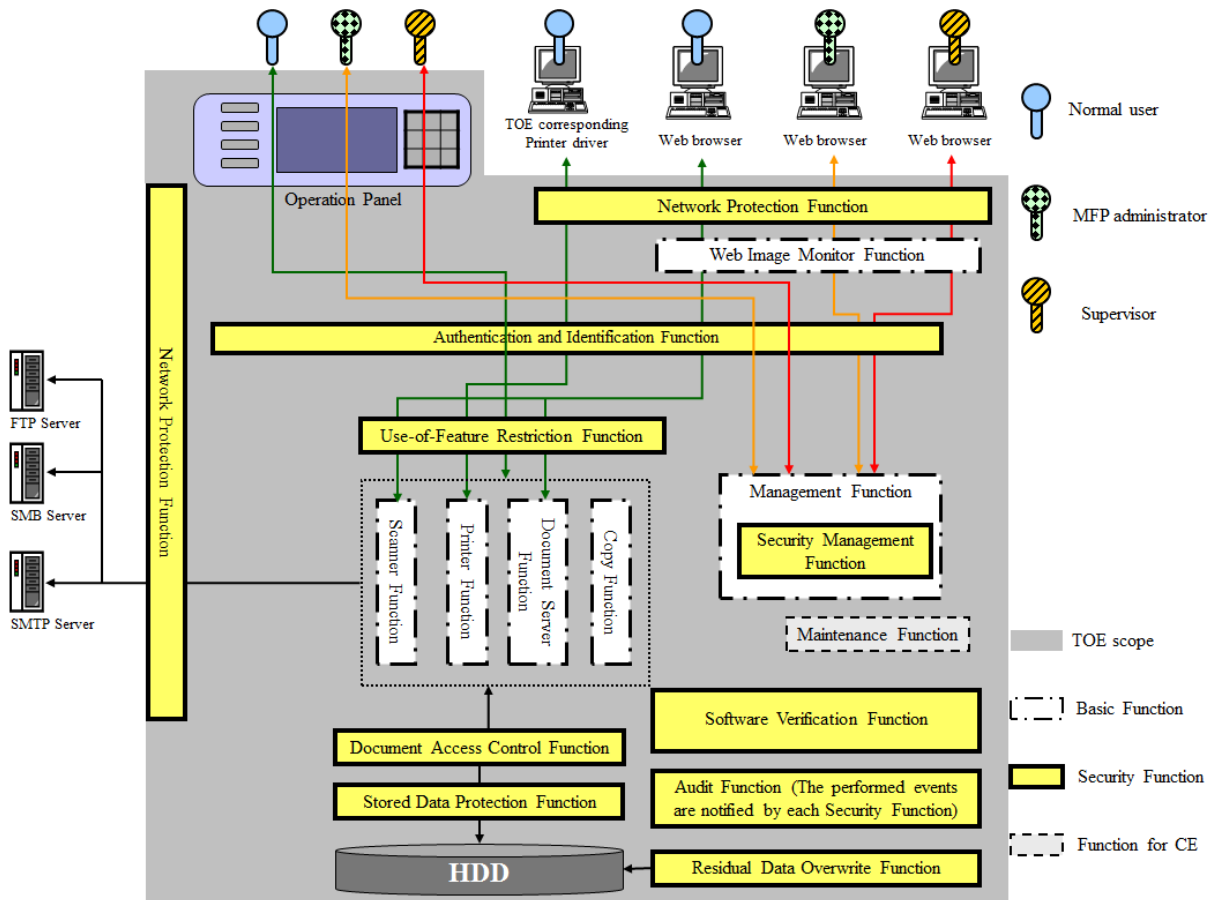 TOE corresponding
Printer driver
Web browser
Web browser
Web browser
Normal user
Operation Panel
Network Protection Function
MFP administrator
Web Image Monitor Function
Supervisor
Authentication and Identification Function
Network Protection Function
FTP Server
SMB Server
SMTP Server
Use-of-Feature Restriction Function
Scanner Function
Printer Function
Document Server
Function
Copy Function
Management Function
Security Management
Function
Maintenance Function
TOE scope
Basic Function
Software Verification Function
Document Access Control Function
Security Function
Audit Function (The performed events
are notified by each Security Function)
Stored Data Protection Function
Function for CE
HDD
Residual Data Overwrite Function